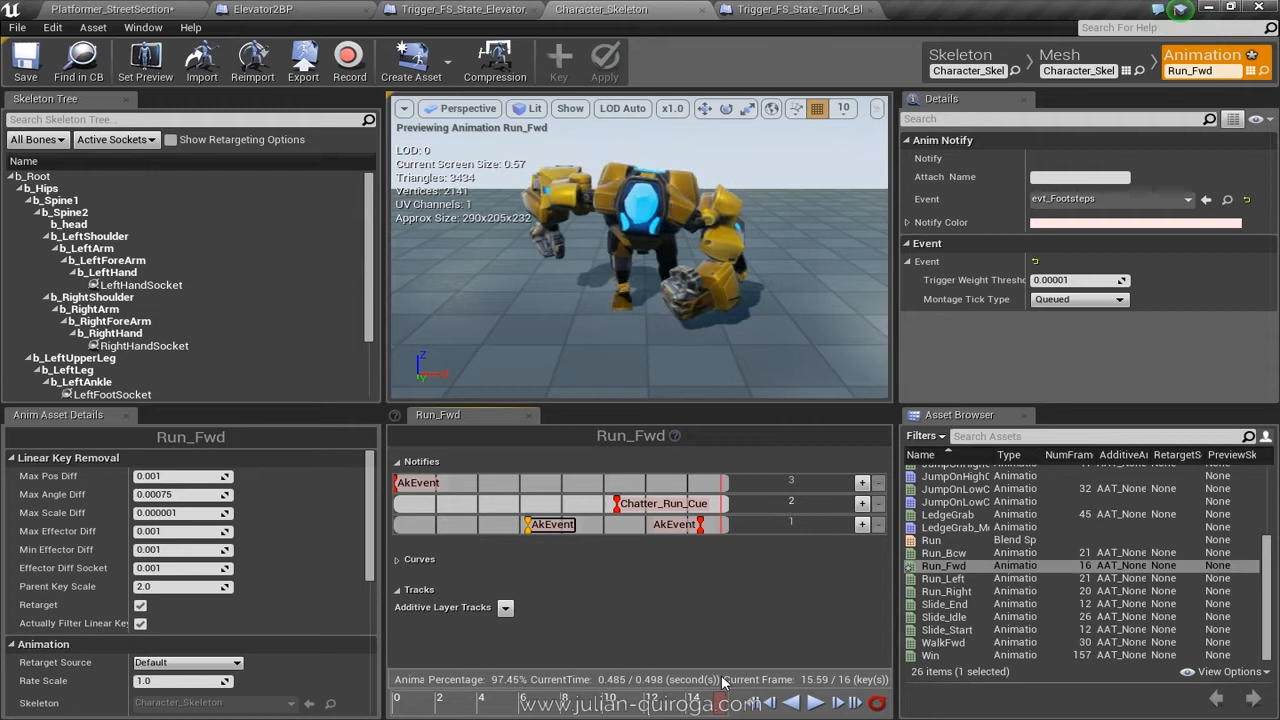 Platformer_StreetSection*
Elevator2BP
Trigger_FS_State_Elevator,
Character_Skeleton
Trigger_FS_State_Truck_Bl
File Edit Asset Window Help
Search For Help
Save Find in CB Set Preview Import Reimport Export Record Create Asset Compression Key Apply
Skeleton Mesh Animation
Character_Skel Character_Skel Run_Fwd
Skeleton Tree
Search Skeleton Tree...
All Bones Active Sockets Show Retargeting Options
Name
b_Root
b_Hips
b_Spine1
b_Spine2
b_head
b_LeftShoulder
b_LeftArm
b_LeftForeArm
b_LeftHand
LeftHandSocket
b_RightShoulder
b_RightArm
b_RightForeArm
b_RightHand
RightHandSocket
b_LeftUpperLeg
b_LeftLeg
b_LeftAnkle
LeftFootSocket
Perspective Lit Show LOD Auto x1.0 10
Previewing Animation Run_Fwd
LOD: 0
Current Screen Size: 0.57
Triangles: 3434
Vertices: 2141
UV Channels: 1
Approx Size: 290x205x232
Z
Details
Search
Anim Notify
Notify
Attach Name
Event evt_Footsteps
Notify Color
Event
Event
Trigger Weight Thresho 0.00001
Montage Tick Type Queued
Anim Asset Details
Run_Fwd
Linear Key Removal
Max Pos Diff 0.001
Max Angle Diff 0.00075
Max Scale Diff 0.000001
Max Effector Diff 0.001
Min Effector Diff 0.001
Effector Diff Socket 0.001
Parent Key Scale 2.0
Retarget
Actually Filter Linear Key
Animation
Retarget Source Default
Rate Scale 1.0
Skeleton Character_Skeleton
Run_Fwd
Run_Fwd
Notifies
AkEvent 3
Chatter_Run_Cue 2
AkEvent AkEvent 1
Curves
Tracks
Additive Layer Tracks
Anima Percentage: 97.45% CurrentTime: 0.485 / 0.498 (second(s)) Current Frame: 15.59 / 16 (key(s))
0 2 4 6 8 10 12 14
www.julian-quiroga.com
Asset Browser
Filters Search Assets
Name Type NumFram AdditiveAn RetargetS PreviewSk
JumpOnHighC Animatio AAT_None None None
JumpOnLowC Animatio 32 AAT_None None None
JumpOnLowC Animatio AAT_None None None
LedgeGrab Animatio 45 AAT_None None None
LedgeGrab_Mo Animatio
Run Blend Sp
Run_Bcw Animatio 21 AAT_None None None
Run_Fwd Animatio 16 AAT_None None None
Run_Left Animatio 21 AAT_None None None
Run_Right Animatio 20 AAT_None None None
Slide_End Animatio 12 AAT_None None None
Slide_Idle Animatio 26 AAT_None None None
Slide_Start Animatio 12 AAT_None None None
WalkFwd Animatio 30 AAT_None None None
Win Animatio 157 AAT_None None None
26 items (1 selected) View Options